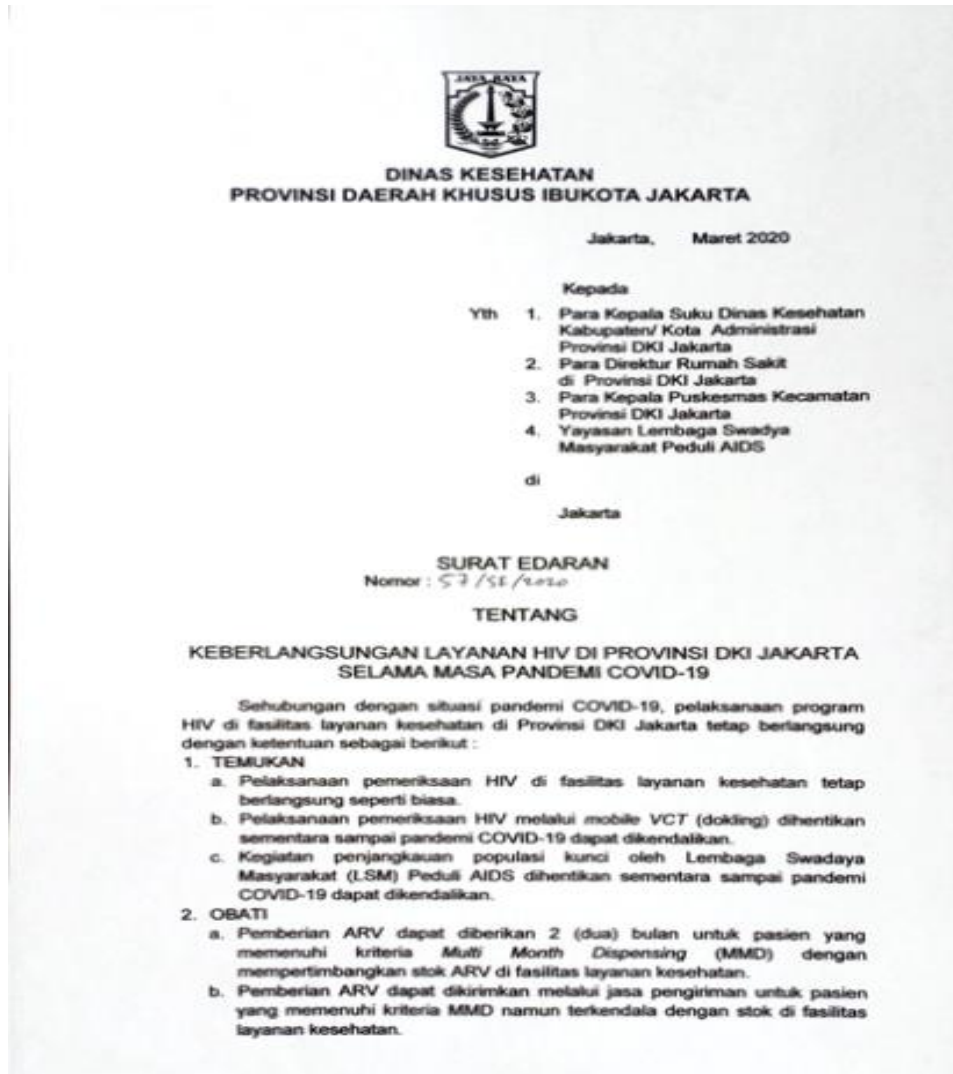 JAYA RAYA
DINAS KESEHATAN
PROVINSI DAERAH KHUSUS IBUKOTA JAKARTA
Jakarta, Maret 2020
Kepada
Yth 1. Para Kepala Suku Dinas Kesehatan
Kabupaten/ Kota Administrasi
Provinsi DKI Jakarta
2. Para Direktur Rumah Sakit
di Provinsi DKI Jakarta
3. Para Kepala Puskesmas Kecamatan
Provinsi DKI Jakarta
4. Yayasan Lembaga Swadya
Masyarakat Peduli AIDS
di
Jakarta
SURAT EDARAN
Nomor : 57/SE/2020
TENTANG
KEBERLANGSUNGAN LAYANAN HIV DI PROVINSI DKI JAKARTA
SELAMA MASA PANDEMI COVID-19
Sehubungan dengan situasi pandemi COVID-19, pelaksanaan program
HIV di fasilitas layanan kesehatan di Provinsi DKI Jakarta tetap berlangsung
dengan ketentuan sebagai berikut :
1. TEMUKAN
a. Pelaksanaan pemeriksaan HIV di fasilitas layanan kesehatan tetap
berlangsung seperti biasa.
b. Pelaksanaan pemeriksaan HIV melalui mobile VCT (dokling) dihentikan
sementara sampai pandemi COVID-19 dapat dikendalikan.
c. Kegiatan penjangkauan populasi kunci oleh Lembaga Swadaya
Masyarakat (LSM) Peduli AIDS dihentikan sementara sampai pandemi
COVID-19 dapat dikendalikan.
2. OBATI
a. Pemberian ARV dapat diberikan 2 (dua) bulan untuk pasien yang
memenuhi kriteria Multi Month Dispensing (MMD) dengan
mempertimbangkan stok ARV di fasilitas layanan kesehatan.
b. Pemberian ARV dapat dikirimkan melalui jasa pengiriman untuk pasien
yang memenuhi kriteria MMD namun terkendala dengan stok di fasilitas
layanan kesehatan.